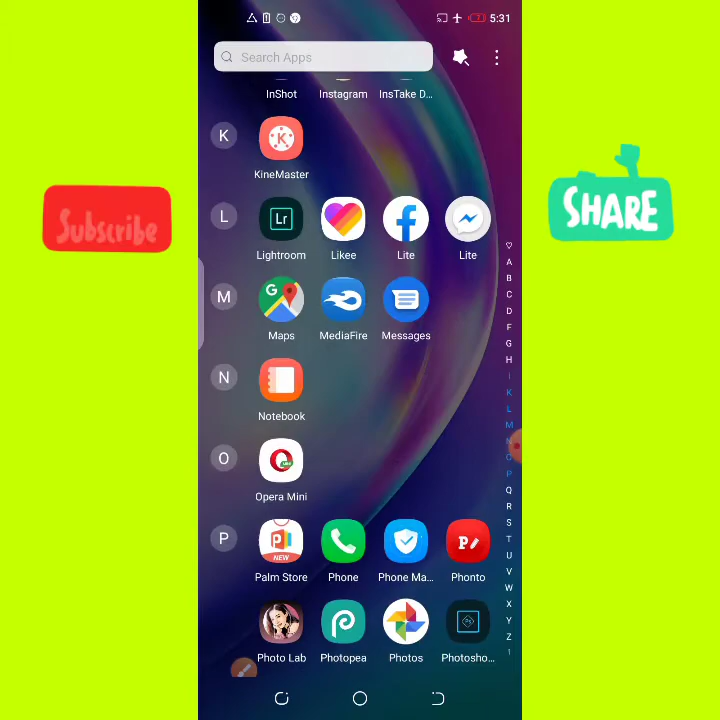 5:31
Search Apps
InShot Instagram InsTake D...
K
KineMaster
L
Lr
Lightroom Likee Lite Lite
M
G
Maps MediaFire Messages
N
Notebook
O
Opera Mini
P
NEW
Palm Store Phone Phone Ma... Phonto
Photo Lab Photopea Photos Photosho...
A
B
C
D
F
G
H
I
K
L
M
N
O
P
Q
R
S
T
U
V
W
X
Y
Z
Subscribe
SHARE